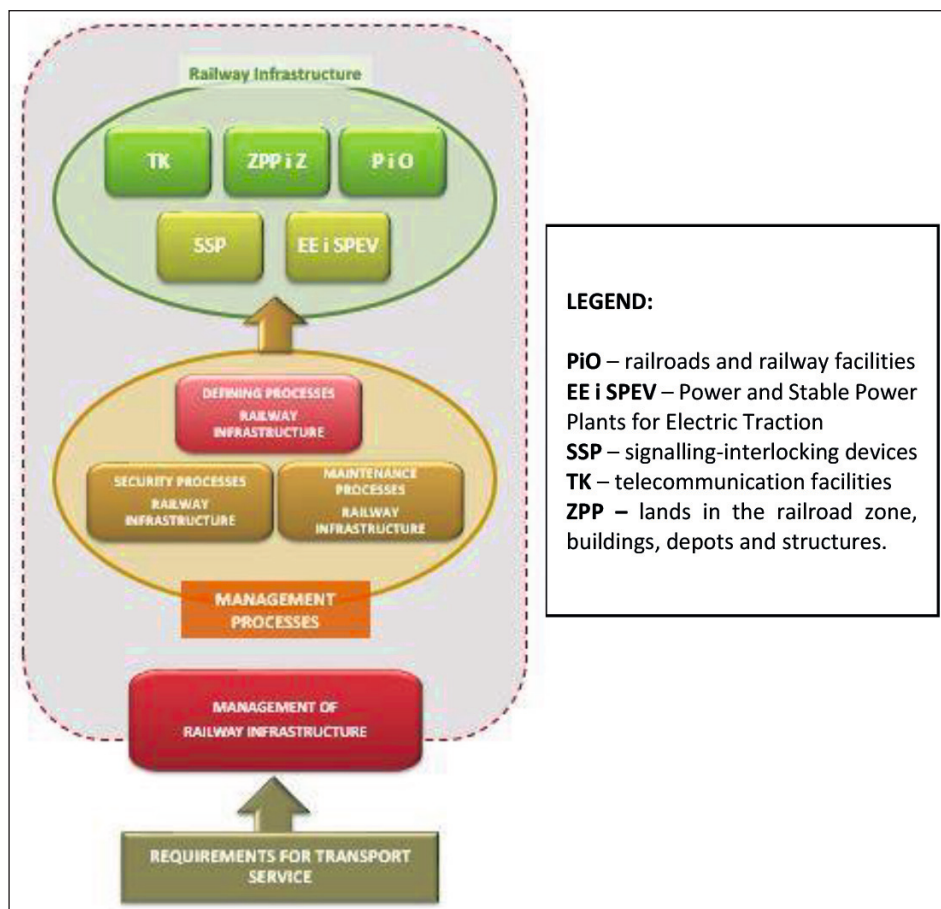 Railway Infrastructure
TK
ZPP i Z
P i O
SSP
EE i SPEV
DEFINING PROCESSES
RAILWAY
INFRASTRUCTURE
SECURITY PROCESSES
RAILWAY
INFRASTRUCTURE
MAINTENANCE
PROCESSES
RAILWAY
INFRASTRUCTURE
MANAGEMENT
PROCESSES
MANAGEMENT OF
RAILWAY INFRASTRUCTURE
REQUIREMENTS FOR TRANSPORT
SERVICE
LEGEND:
PiO – railroads and railway facilities
EE i SPEV – Power and Stable Power
Plants for Electric Traction
SSP – signalling-interlocking devices
TK – telecommunication facilities
ZPP – lands in the railroad zone,
buildings, depots and structures.